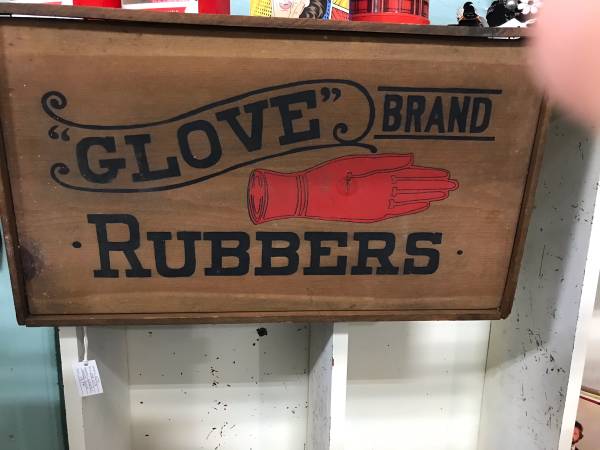 "GLOVE" BRAND
· RUBBERS ·